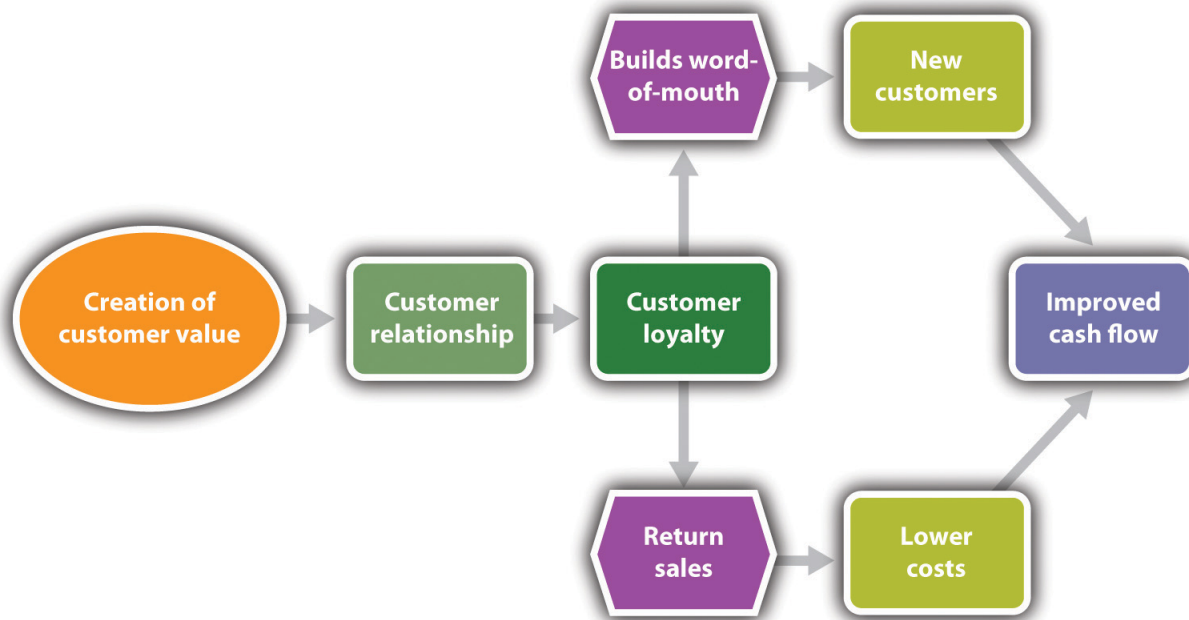 Creation of
customer value
Customer
relationship
Customer
loyalty
Builds word-
of-mouth
New
customers
Return
sales
Lower
costs
Improved
cash flow